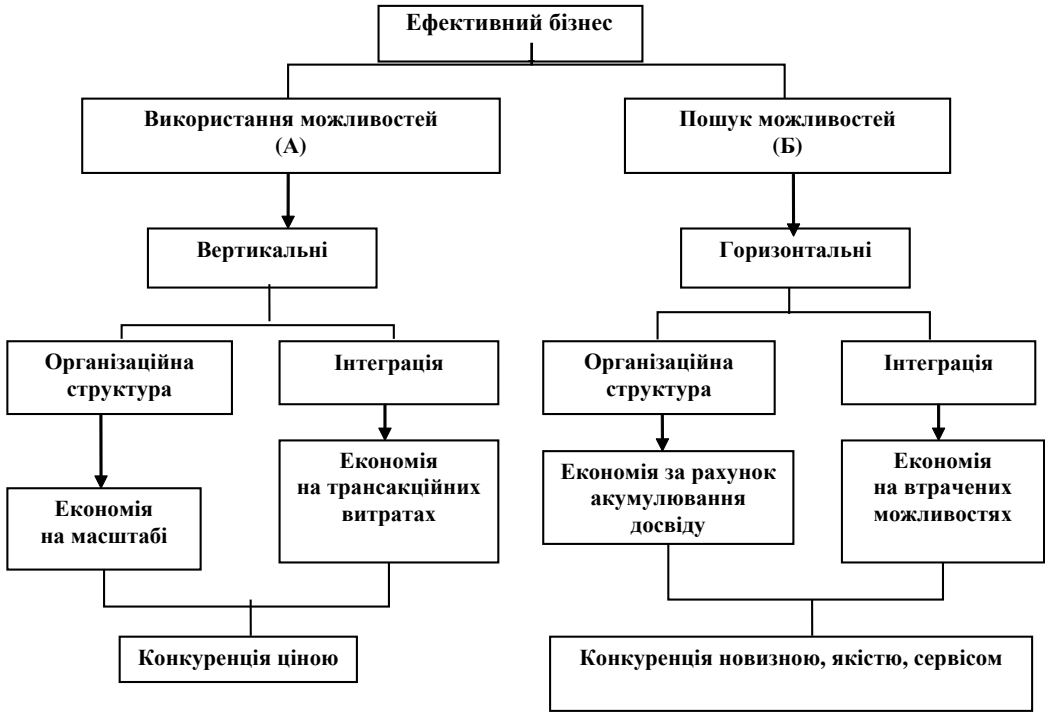 Ефективний бізнес
Використання можливостей
(А)
Пошук можливостей
(Б)
Вертикальні
Горизонтальні
Організаційна
структура
Інтеграція
Організаційна
структура
Інтеграція
Економія
на масштабі
Економія
на трансакційних
витратах
Економія за рахунок
акумулювання
досвіду
Економія
на втрачених
можливостях
Конкуренція ціною
Конкуренція новизною, якістю, сервісом